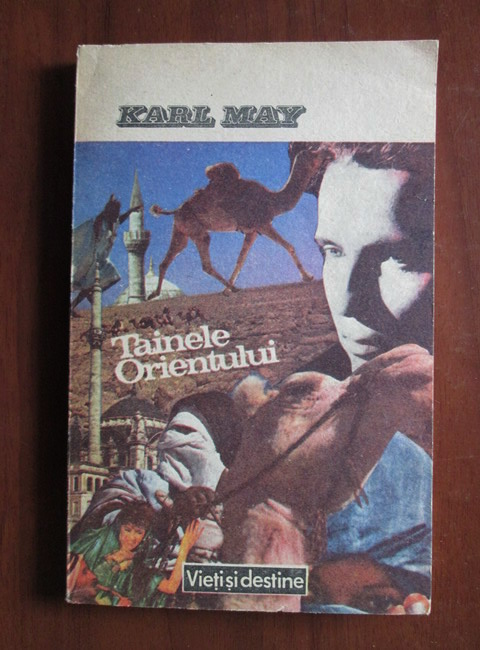 KARL MAY
Tainele
Orientului
Vieți și destine